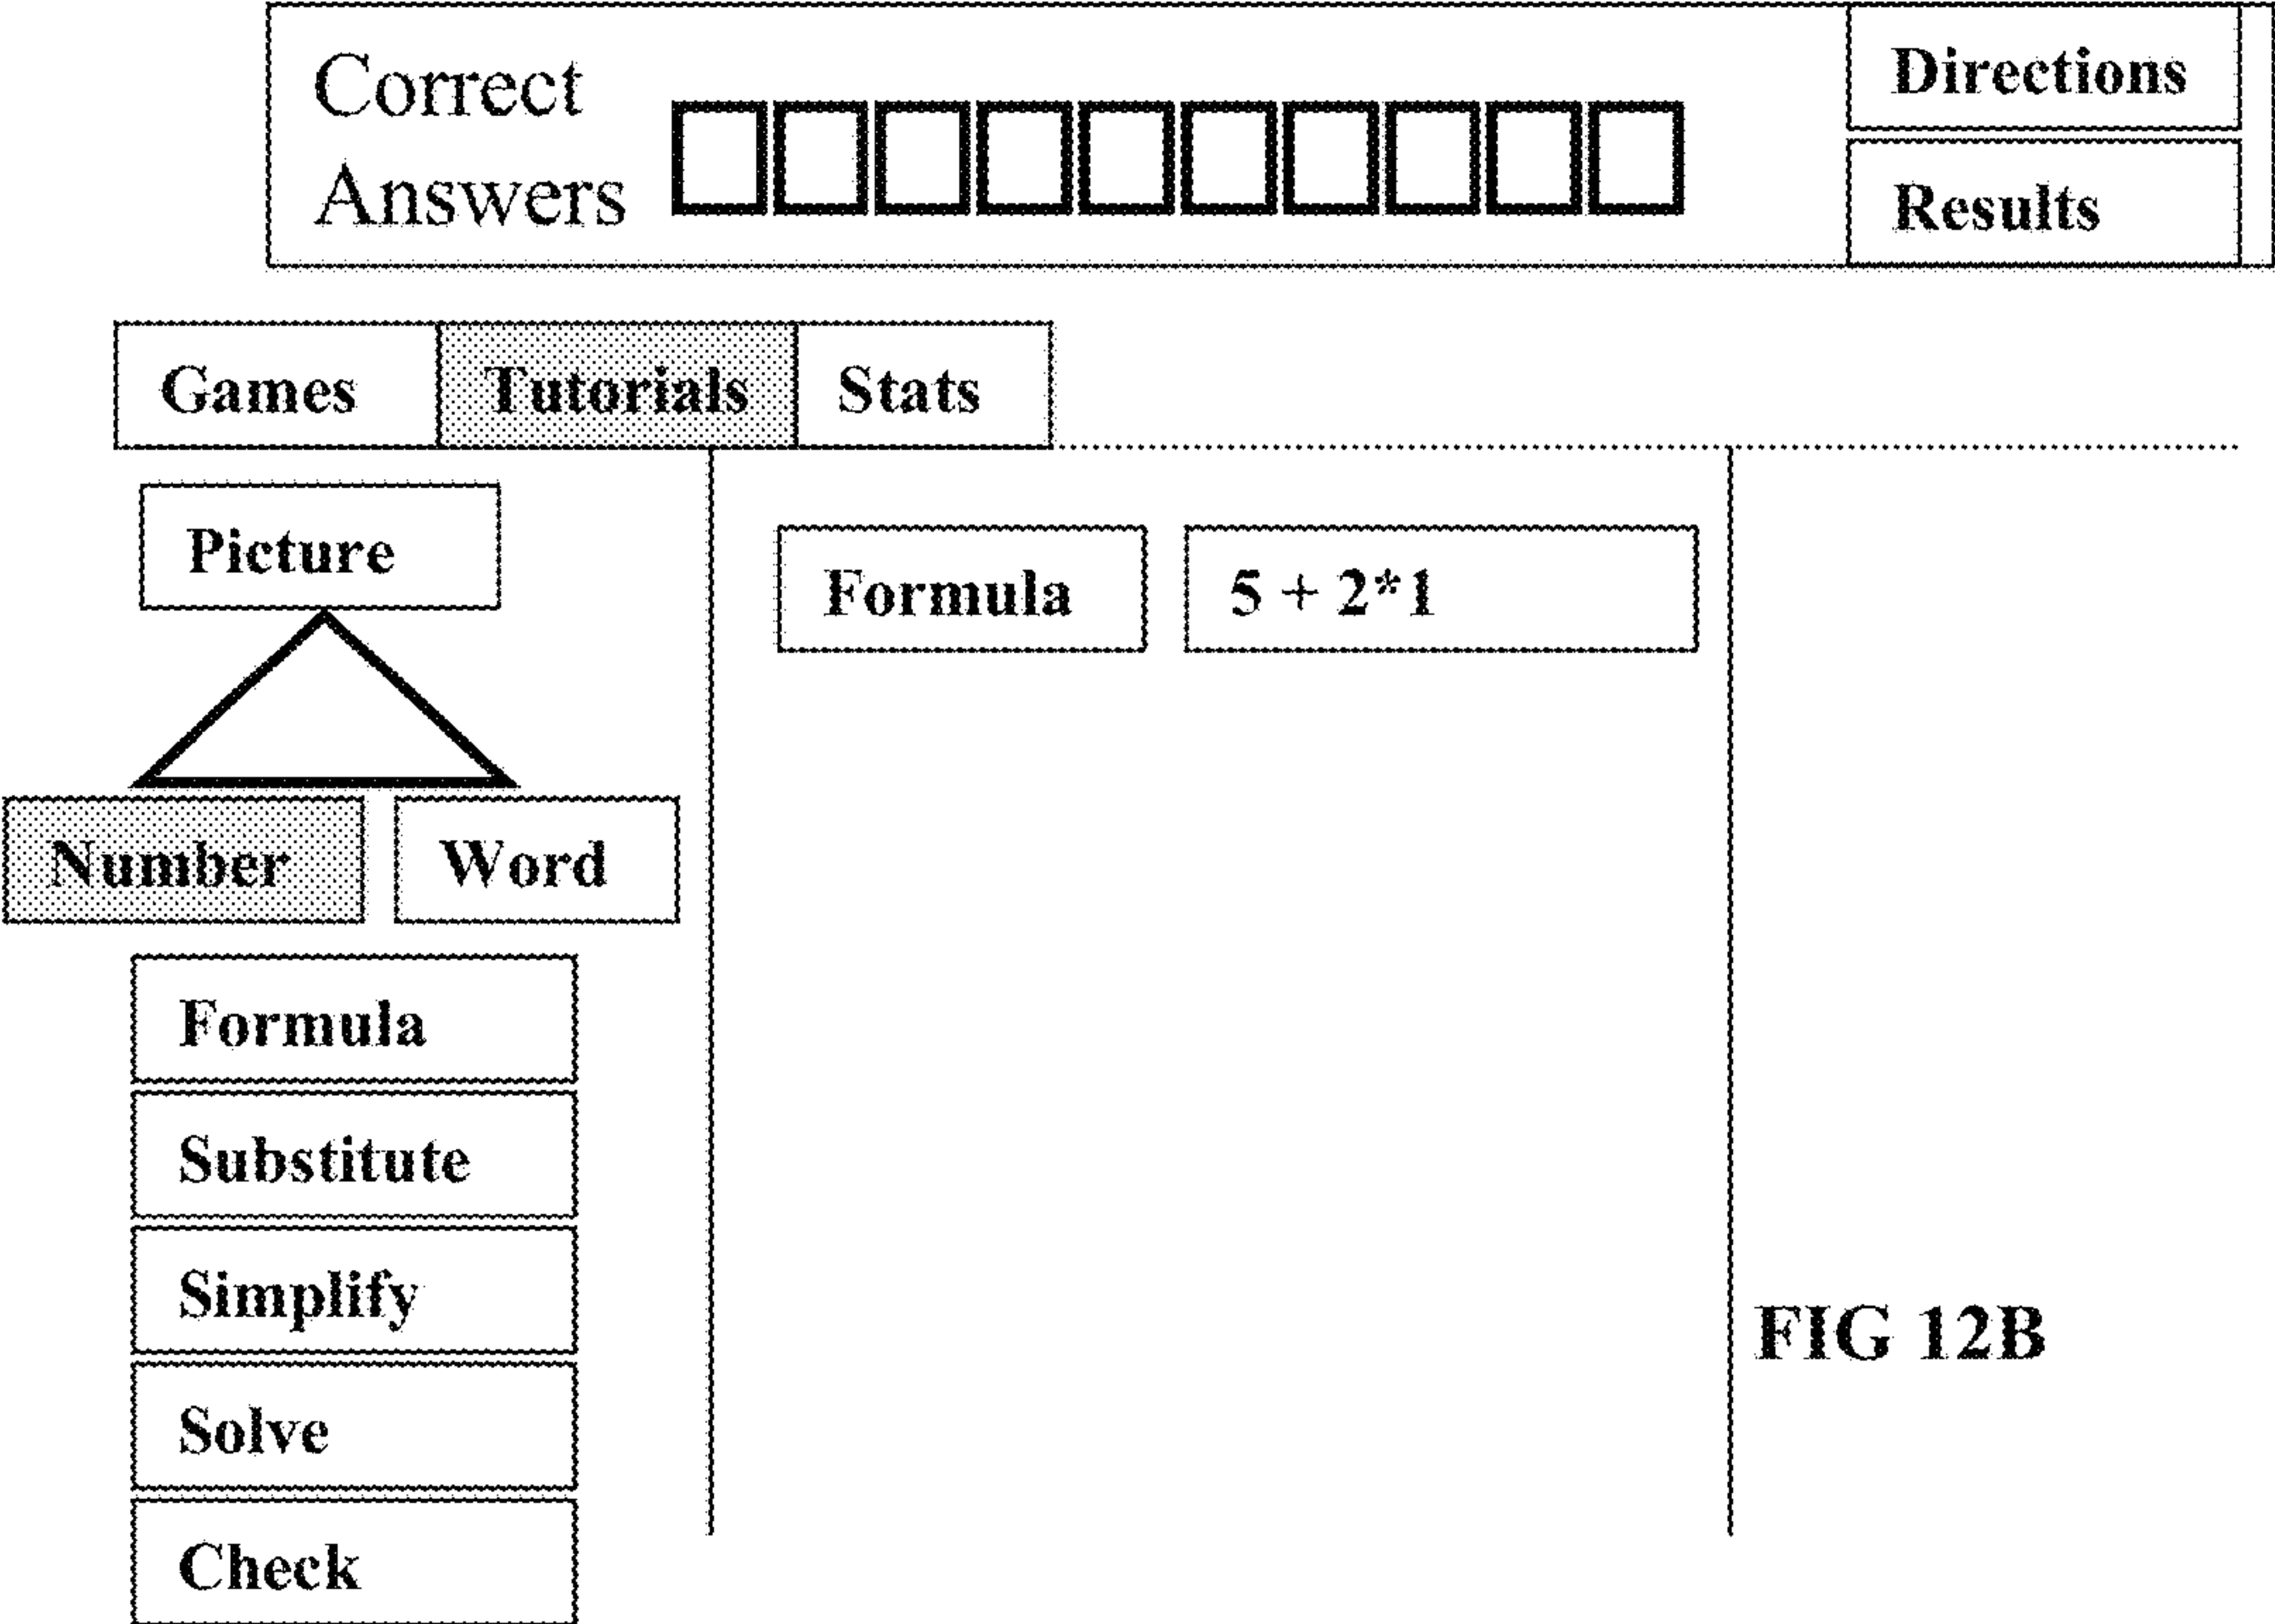 Correct
Answers
Directions
Results
Games Tutorials Stats
Picture
Number Word
Formula
Substitute
Simplify
Solve
Check
Formula 5 + 2*1
FIG 12B